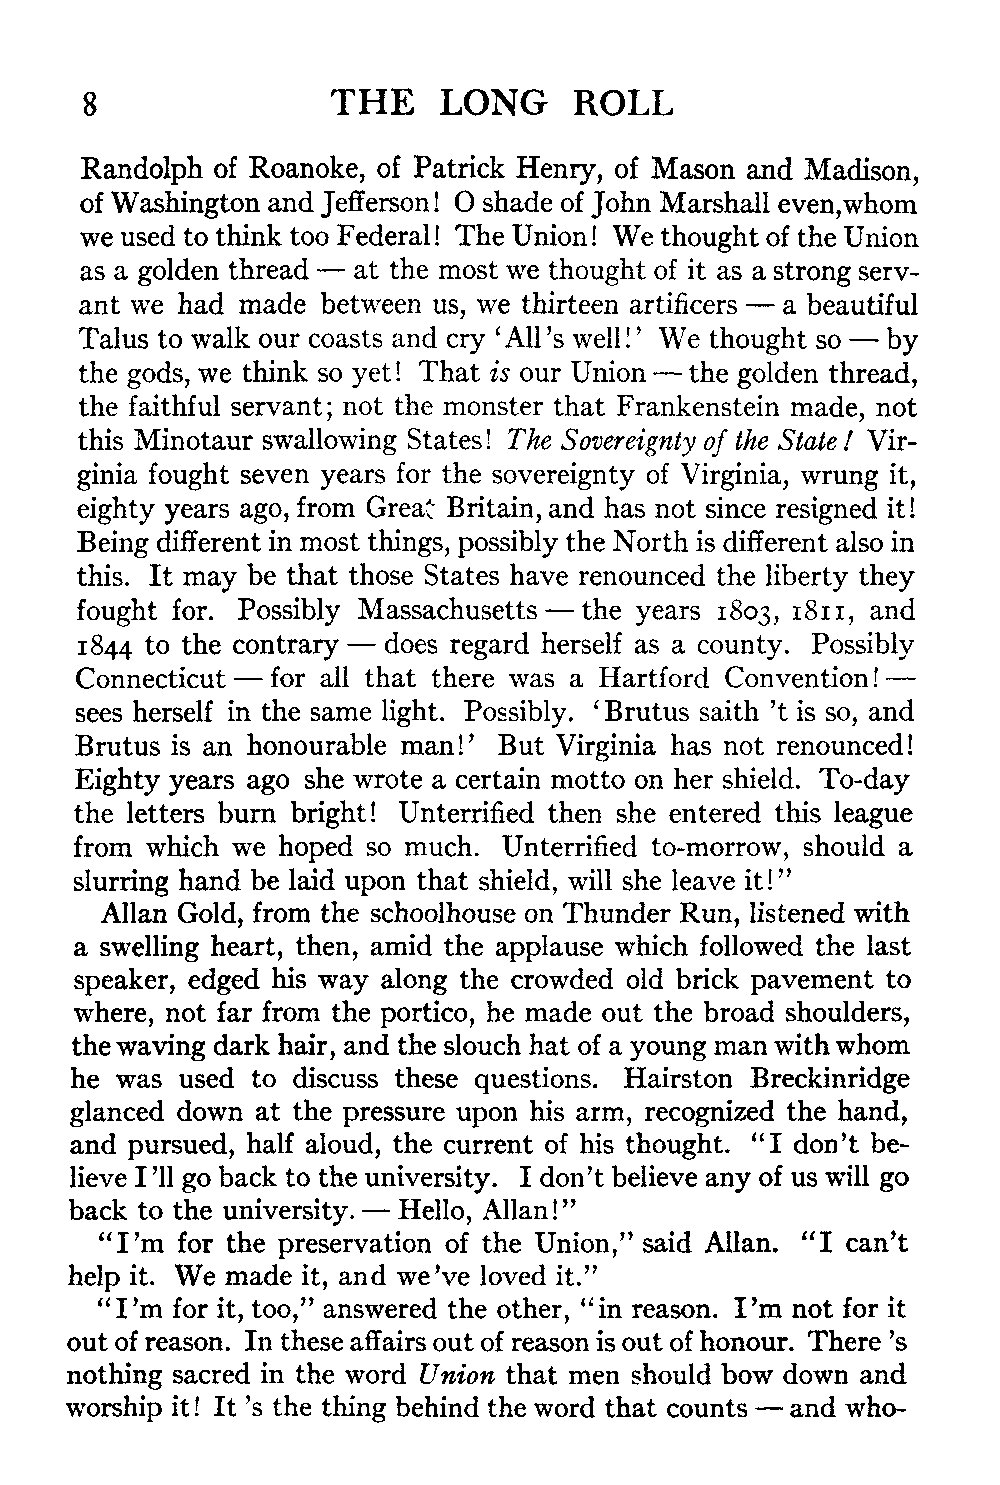 8 THE LONG ROLL
Randolph of Roanoke, of Patrick Henry, of Mason and Madison,
of Washington and Jefferson! O shade of John Marshall even,whom
we used to think too Federal! The Union! We thought of the Union
as a golden thread — at the most we thought of it as a strong serv-
ant we had made between us, we thirteen artificers — a beautiful
Talus to walk our coasts and cry ‘All's well!’ We thought so — by
the gods, we think so yet! That is our Union — the golden thread,
the faithful servant; not the monster that Frankenstein made, not
this Minotaur swallowing States! The Sovereignty of the State! Vir-
ginia fought seven years for the sovereignty of Virginia, wrung it,
eighty years ago, from Great Britain, and has not since resigned it!
Being different in most things, possibly the North is different also in
this. It may be that those States have renounced the liberty they
fought for. Possibly Massachusetts — the years 1803, 1811, and
1844 to the contrary — does regard herself as a county. Possibly
Connecticut — for all that there was a Hartford Convention! —
sees herself in the same light. Possibly. ‘Brutus saith 't is so, and
Brutus is an honourable man!’ But Virginia has not renounced!
Eighty years ago she wrote a certain motto on her shield. To-day
the letters burn bright! Unterrified then she entered this league
from which we hoped so much. Unterrified to-morrow, should a
slurring hand be laid upon that shield, will she leave it!”
Allan Gold, from the schoolhouse on Thunder Run, listened with
a swelling heart, then, amid the applause which followed the last
speaker, edged his way along the crowded old brick pavement to
where, not far from the portico, he made out the broad shoulders,
the waving dark hair, and the slouch hat of a young man with whom
he was used to discuss these questions. Hairston Breckinridge
glanced down at the pressure upon his arm, recognized the hand,
and pursued, half aloud, the current of his thought. “I don't be-
lieve I 'll go back to the university. I don't believe any of us will go
back to the university. — Hello, Allan!”
“I 'm for the preservation of the Union,” said Allan. “I can't
help it. We made it, and we 've loved it.”
“I 'm for it, too,” answered the other, “in reason. I 'm not for it
out of reason. In these affairs out of reason is out of honour. There 's
nothing sacred in the word Union that men should bow down and
worship it! It 's the thing behind the word that counts — and who-